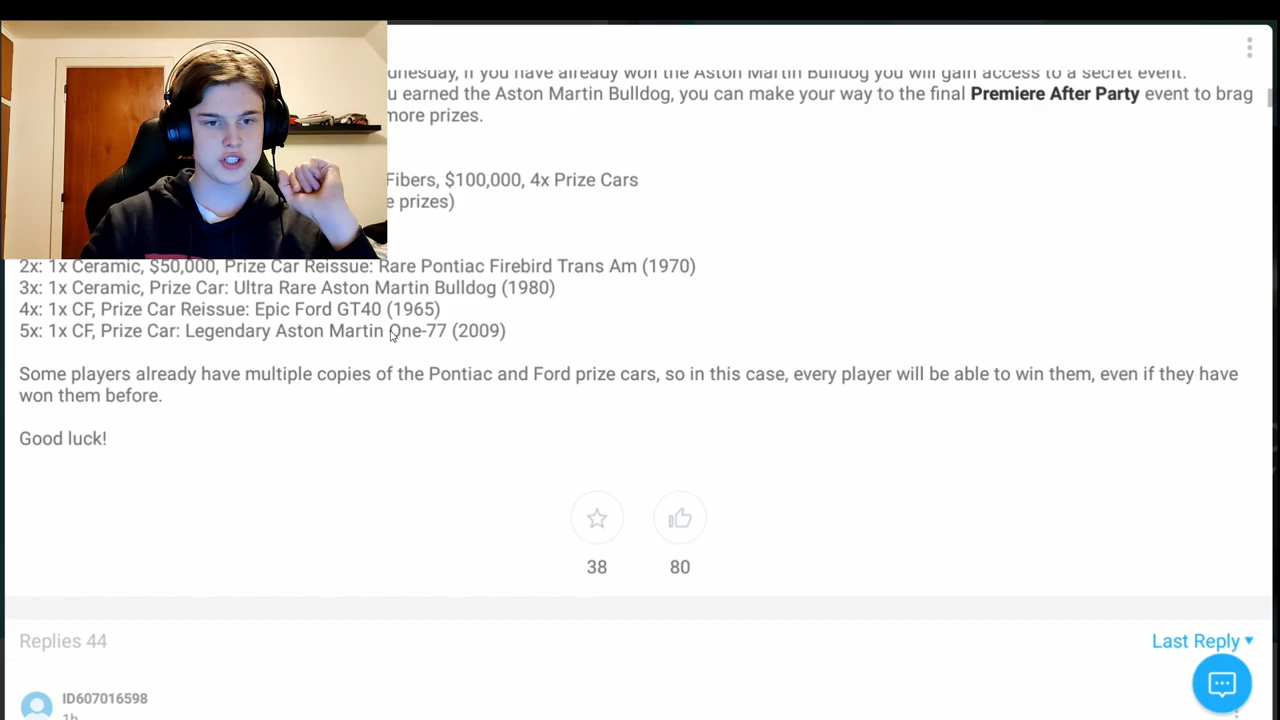 you have already won the Aston Martin Bulldog you will gain access to a secret event.
earned the Aston Martin Bulldog, you can make your way to the final Premiere After Party event to brag
more prizes.
Fibers, $100,000, 4x Prize Cars
prizes)
2x: 1x Ceramic, $50,000, Prize Car Reissue: Rare Pontiac Firebird Trans Am (1970)
3x: 1x Ceramic, Prize Car: Ultra Rare Aston Martin Bulldog (1980)
4x: 1x CF, Prize Car Reissue: Epic Ford GT40 (1965)
5x: 1x CF, Prize Car: Legendary Aston Martin One-77 (2009)
Some players already have multiple copies of the Pontiac and Ford prize cars, so in this case, every player will be able to win them, even if they have
won them before.
Good luck!
38 80
Replies 44 Last Reply
ID607016598
1h